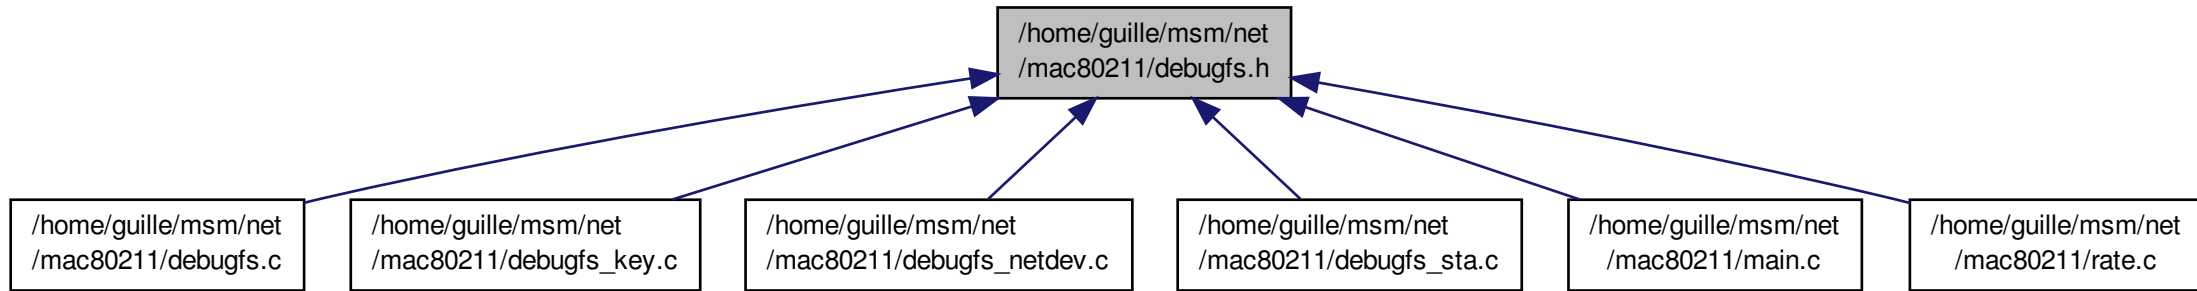 /home/guille/msm/net
/mac80211/debugfs.h
/home/guille/msm/net
/mac80211/debugfs.c
/home/guille/msm/net
/mac80211/debugfs_key.c
/home/guille/msm/net
/mac80211/debugfs_netdev.c
/home/guille/msm/net
/mac80211/debugfs_sta.c
/home/guille/msm/net
/mac80211/main.c
/home/guille/msm/net
/mac80211/rate.c